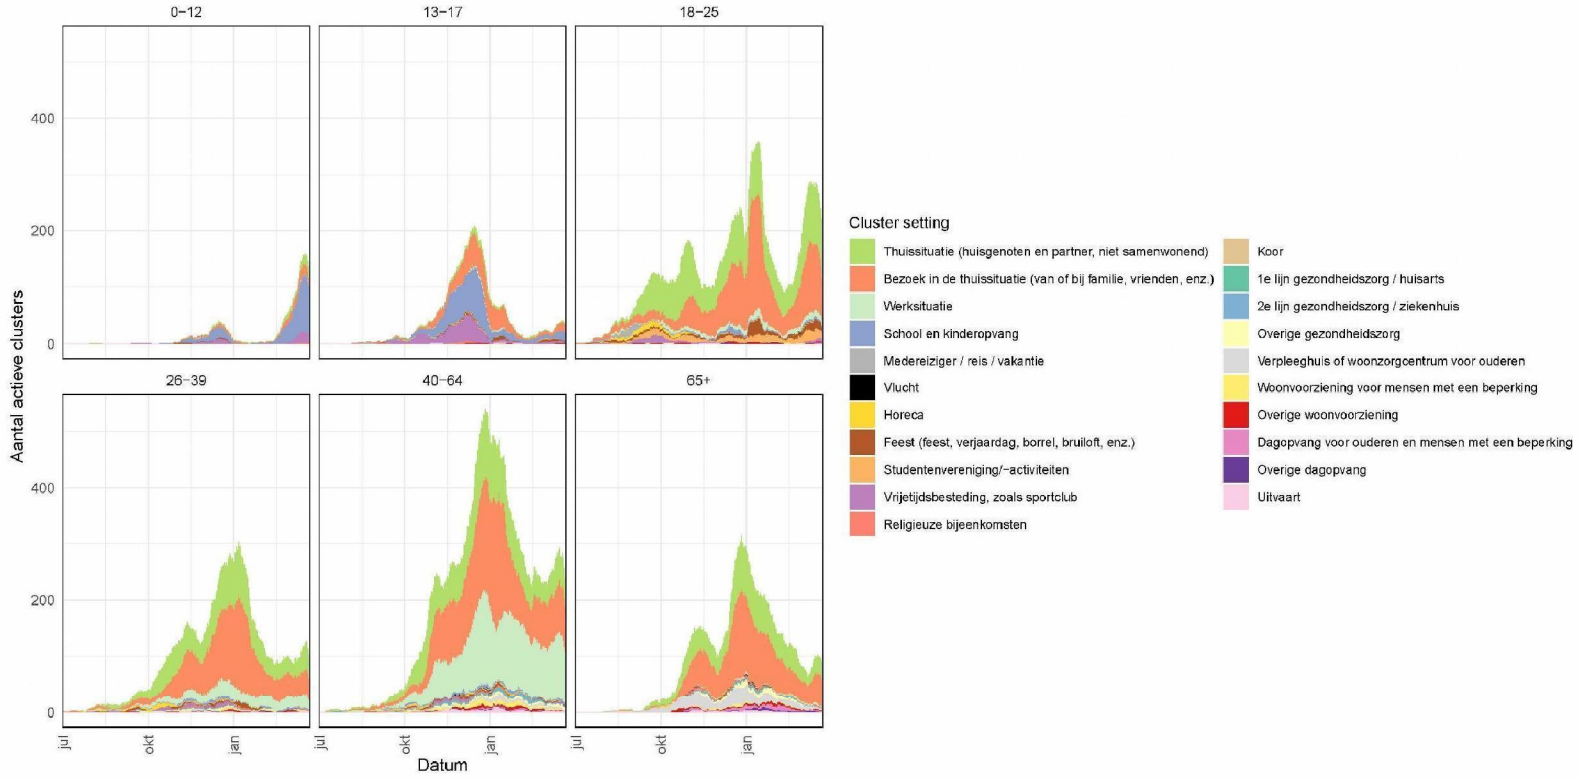 0−12
13−17
18−25
400
200
0
26−39
40−64
65+
400
200
0
jul
okt
jan
jul
okt
jan
jul
okt
jan
Datum
Aantal actieve clusters
Cluster setting
Thuissituatie (huisgenoten en partner, niet samenwonend)
Bezoek in de thuissituatie (van of bij familie, vrienden, enz.)
Werksituatie
School en kinderopvang
Medereiziger / reis / vakantie
Vlucht
Horeca
Feest (feest, verjaardag, borrel, bruiloft, enz.)
Studentenvereniging/−activiteiten
Vrijetijdsbesteding, zoals sportclub
Religieuze bijeenkomsten
Koor
1e lijn gezondheidszorg / huisarts
2e lijn gezondheidszorg / ziekenhuis
Overige gezondheidszorg
Verpleeghuis of woonzorgcentrum voor ouderen
Woonvoorziening voor mensen met een beperking
Overige woonvoorziening
Dagopvang voor ouderen en mensen met een beperking
Overige dagopvang
Uitvaart